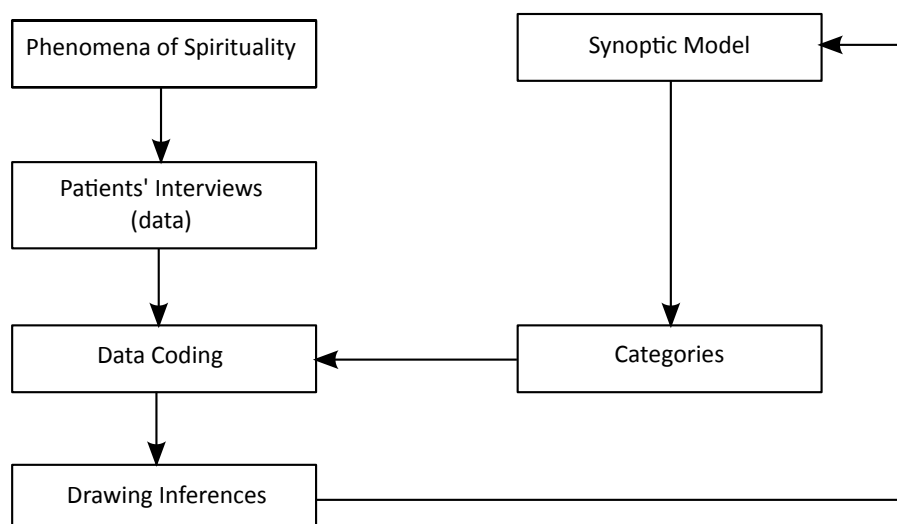 Phenomena of Spirituality
Synoptic Model
Patients' Interviews
(data)
Data Coding
Categories
Drawing Inferences